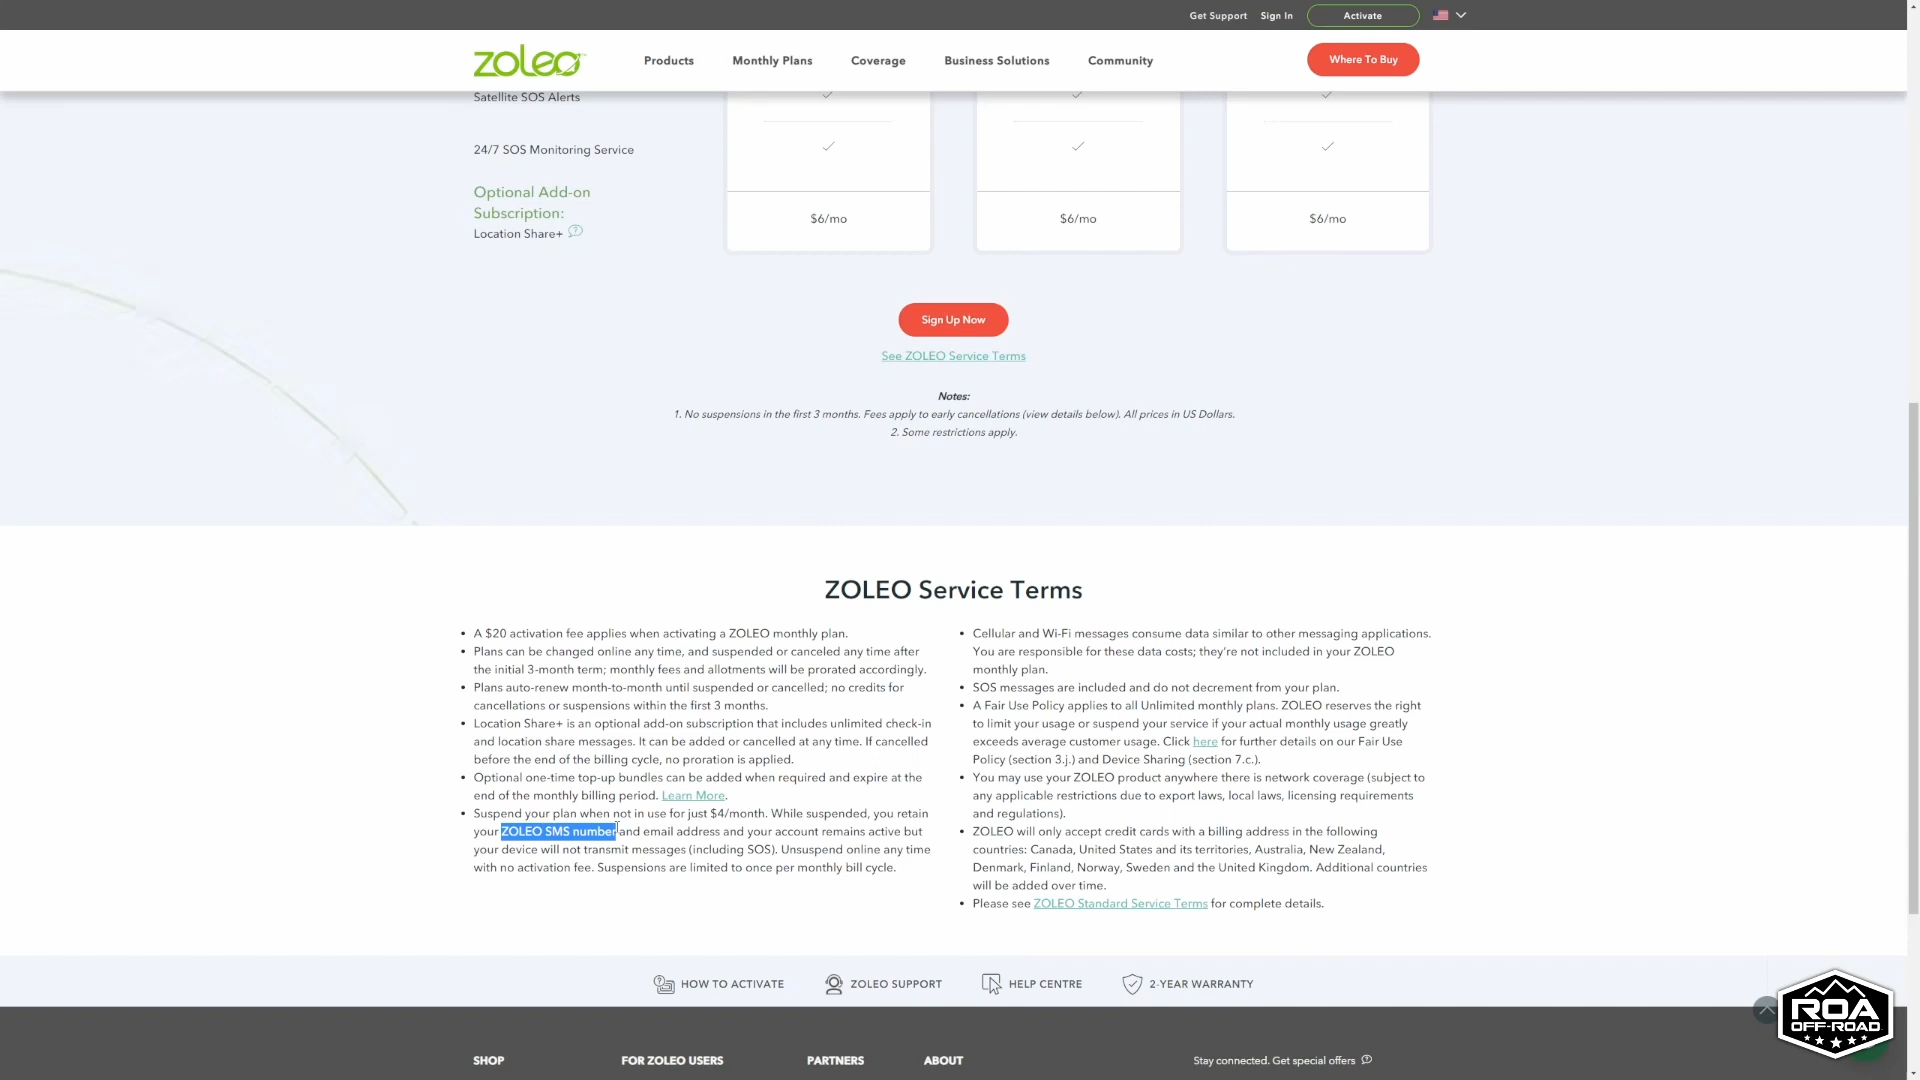 Get Support Sign In Activate
zoleo Products Monthly Plans Coverage Business Solutions Community Where To Buy
Satellite SOS Alerts
24/7 SOS Monitoring Service
Optional Add-on
Subscription:
Location Share+ ?
$6/mo $6/mo $6/mo
Sign Up Now
See ZOLEO Service Terms
Notes:
1. No suspensions in the first 3 months. Fees apply to early cancellations (view details below). All prices in US Dollars.
2. Some restrictions apply.
ZOLEO Service Terms
• A $20 activation fee applies when activating a ZOLEO monthly plan.
• Plans can be changed online any time, and suspended or canceled any time after
the initial 3-month term; monthly fees and allotments will be prorated accordingly.
• Plans auto-renew month-to-month until suspended or cancelled; no credits for
cancellations or suspensions within the first 3 months.
• Location Share+ is an optional add-on subscription that includes unlimited check-in
and location share messages. It can be added or cancelled at any time. If cancelled
before the end of the billing cycle, no proration is applied.
• Optional one-time top-up bundles can be added when required and expire at the
end of the monthly billing period. Learn More.
• Suspend your plan when not in use for just $4/month. While suspended, you retain
your ZOLEO SMS number and email address and your account remains active but
your device will not transmit messages (including SOS). Unsuspend online any time
with no activation fee. Suspensions are limited to once per monthly bill cycle.
• Cellular and Wi-Fi messages consume data similar to other messaging applications.
You are responsible for these data costs; they're not included in your ZOLEO
monthly plan.
• SOS messages are included and do not decrement from your plan.
• A Fair Use Policy applies to all Unlimited monthly plans. ZOLEO reserves the right
to limit your usage or suspend your service if your actual monthly usage greatly
exceeds average customer usage. Click here for further details on our Fair Use
Policy (section 3.j.) and Device Sharing (section 7.c.).
• You may use your ZOLEO product anywhere there is network coverage (subject to
any applicable restrictions due to export laws, local laws, licensing requirements
and regulations).
• ZOLEO will only accept credit cards with a billing address in the following
countries: Canada, United States and its territories, Australia, New Zealand,
Denmark, Finland, Norway, Sweden and the United Kingdom. Additional countries
will be added over time.
• Please see ZOLEO Standard Service Terms for complete details.
HOW TO ACTIVATE ZOLEO SUPPORT HELP CENTRE 2-YEAR WARRANTY
ROA
OFF-ROAD
SHOP FOR ZOLEO USERS PARTNERS ABOUT Stay connected. Get special offers ?